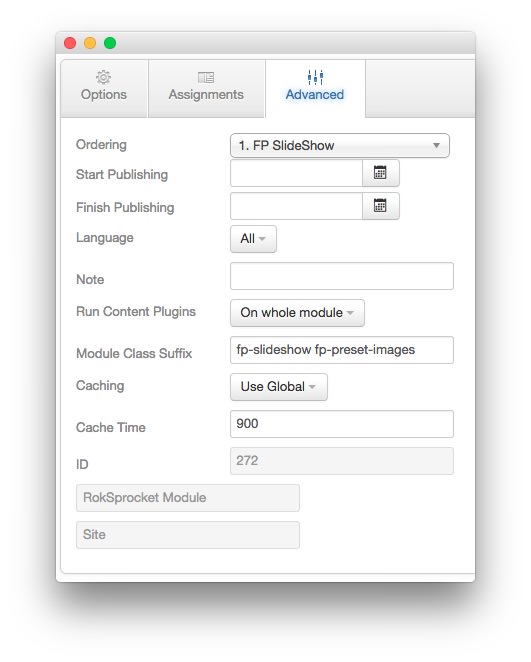 Options Assignments Advanced
Ordering 1. FP SlideShow
Start Publishing
Finish Publishing
Language All
Note
Run Content Plugins On whole module
Module Class Suffix fp-slideshow fp-preset-images
Caching Use Global
Cache Time 900
ID 272
RokSprocket Module
Site